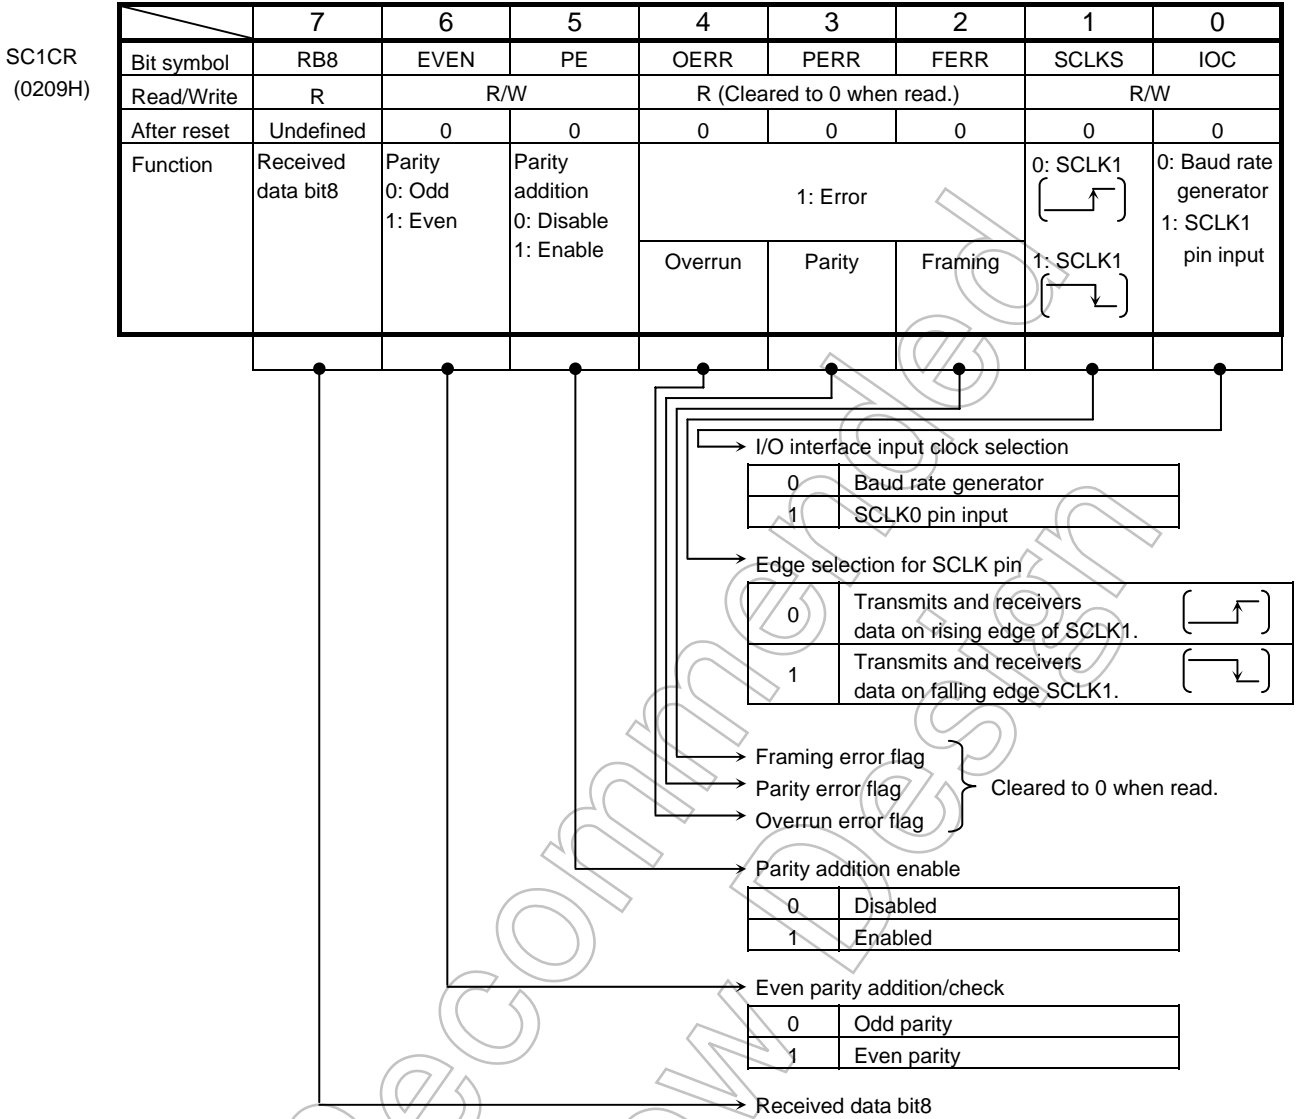 7 6 5 4 3 2 1 0
SC1CR
(0209H)
Bit symbol RB8 EVEN PE OERR PERR FERR SCLKS IOC
Read/Write R R/W R (Cleared to 0 when read.) R/W
After reset Undefined 0 0 0 0 0 0 0
Function
Received
data bit8
Parity
0: Odd
1: Even
Parity
addition
0: Disable
1: Enable
1: Error
Overrun Parity Framing
0: SCLK1
1: SCLK1
0: Baud rate
generator
1: SCLK1
pin input
I/O interface input clock selection
0 Baud rate generator
1 SCLK0 pin input
Edge selection for SCLK pin
0 Transmits and receivers
data on rising edge of SCLK1.
1 Transmits and receivers
data on falling edge SCLK1.
Framing error flag
Parity error flag
Overrun error flag
Cleared to 0 when read.
Parity addition enable
0 Disabled
1 Enabled
Even parity addition/check
0 Odd parity
1 Even parity
Received data bit8
ecommended
w Design